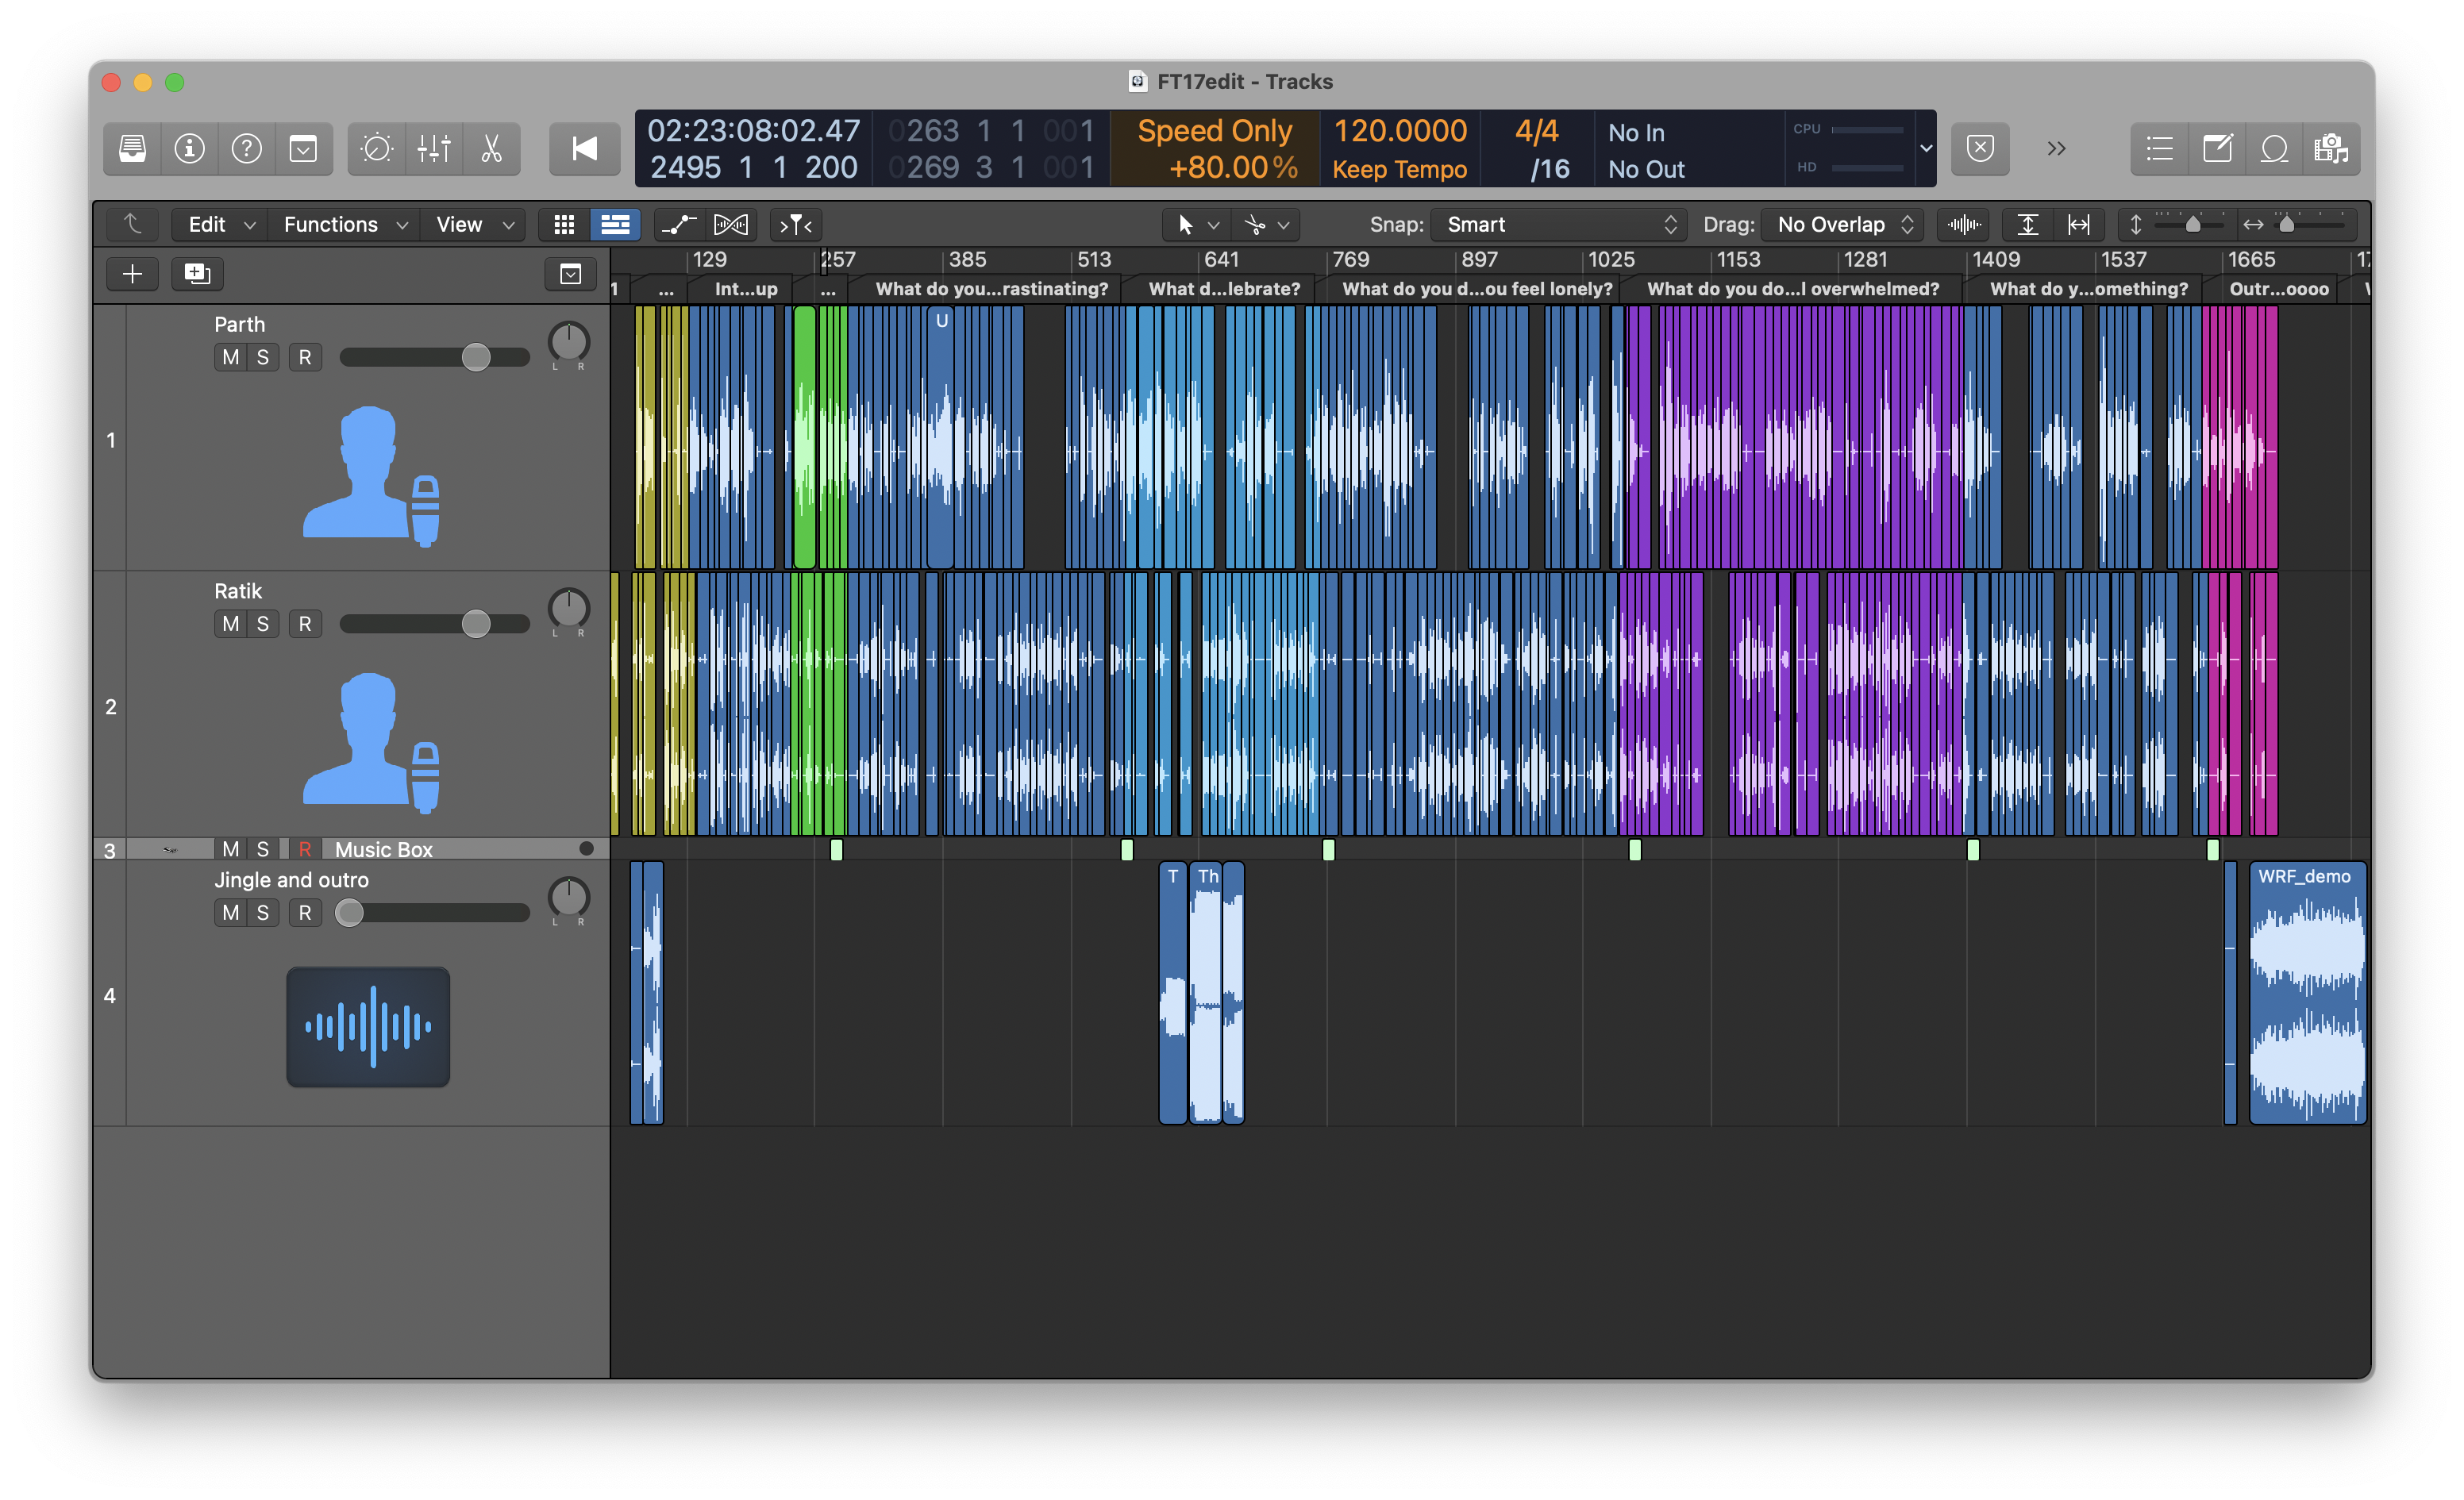 FT17edit - Tracks
02:23:08:02.47
2495 1 1 200
0263 1 1 001
0269 3 1 001
Speed Only
+80.00%
120.0000
Keep Tempo
4/4
/16
No In
No Out
CPU
HD
Edit Functions View
Snap: Smart Drag: No Overlap
129 257 385 513 641 769 897 1025 1153 1281 1409 1537 1665 17
1 ... Int...up ... What do you...rastinating? What d...lebrate? What do you d...ou feel lonely? What do you do...l overwhelmed? What do y...omething? Outr...oooo
Parth
M S R
L R
1
U
Ratik
M S R
L R
2
3 M S R Music Box
Jingle and outro
M S R
L R
4
T Th WRF_demo